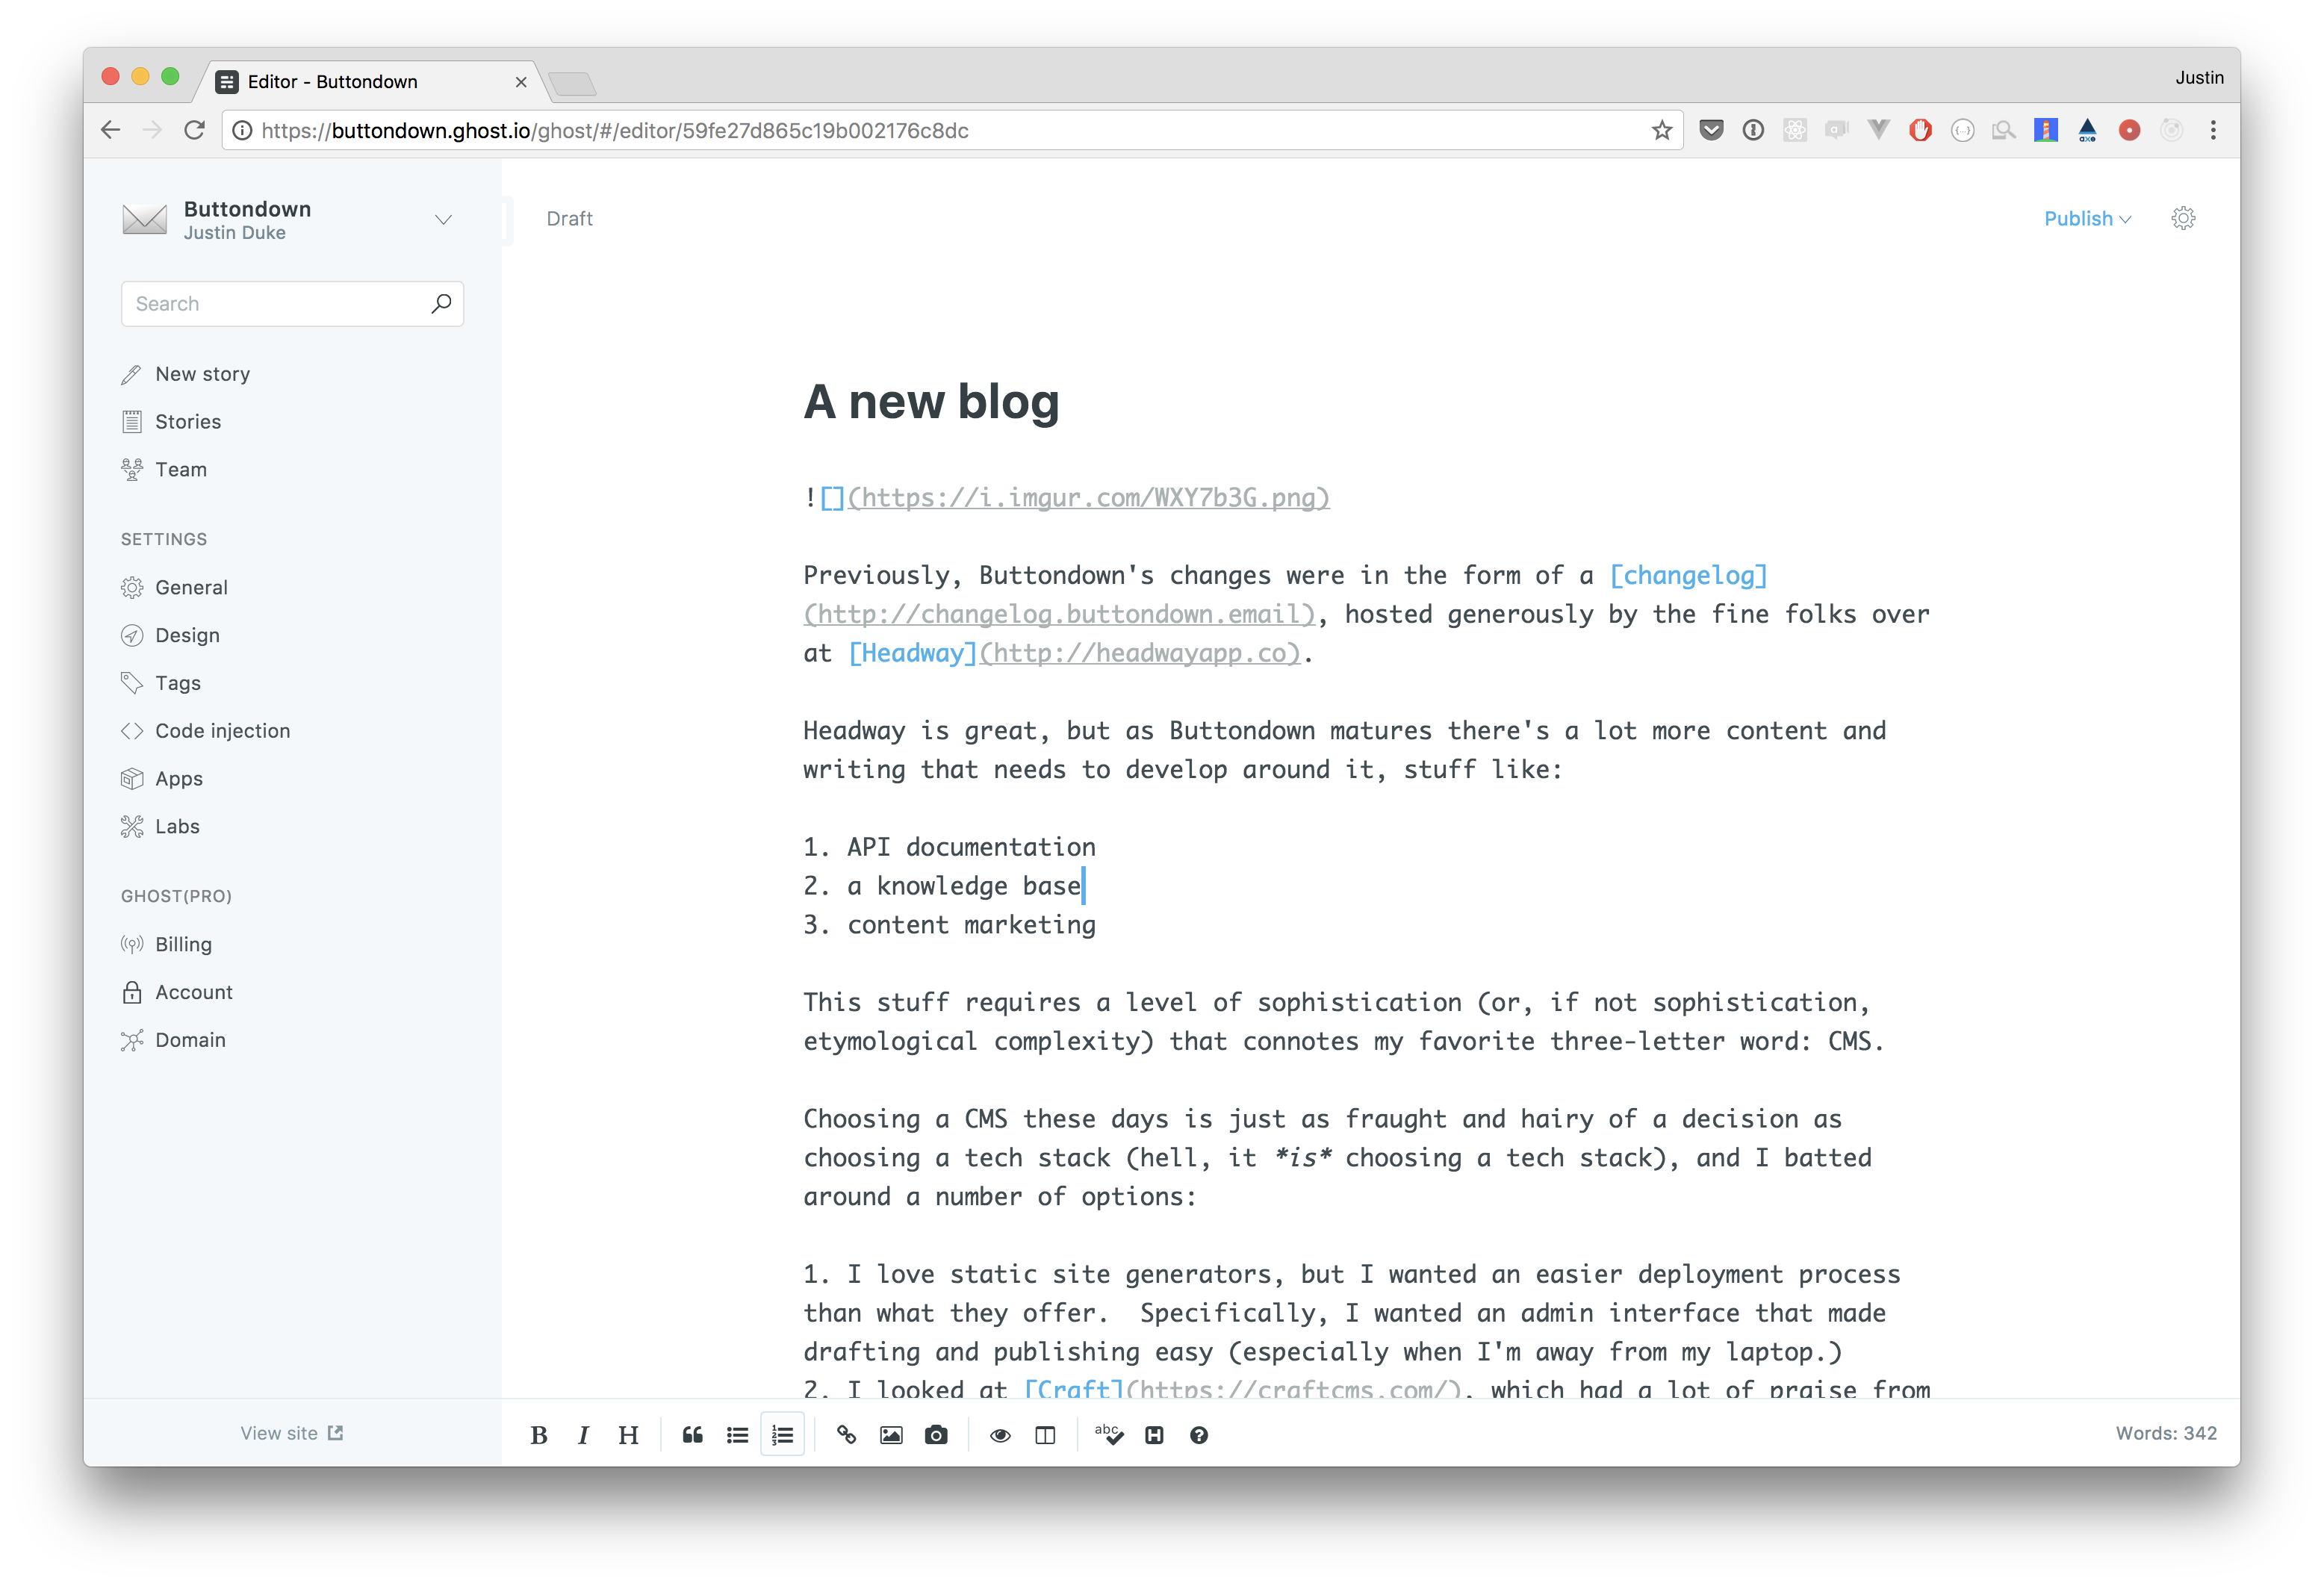 Editor - Buttondown
Justin
https://buttondown.ghost.io/ghost/#/editor/59fe27d865c19b002176c8dc
Buttondown
Justin Duke
Search
New story
Stories
Team
SETTINGS
General
Design
Tags
Code injection
Apps
Labs
GHOST(PRO)
Billing
Account
Domain
View site
Draft
Publish
A new blog
![](https://i.imgur.com/WXY7b3G.png)
Previously, Buttondown's changes were in the form of a [changelog]
(http://changelog.buttondown.email), hosted generously by the fine folks over
at [Headway](http://headwayapp.co).
Headway is great, but as Buttondown matures there's a lot more content and
writing that needs to develop around it, stuff like:
1. API documentation
2. a knowledge base
3. content marketing
This stuff requires a level of sophistication (or, if not sophistication,
etymological complexity) that connotes my favorite three-letter word: CMS.
Choosing a CMS these days is just as fraught and hairy of a decision as
choosing a tech stack (hell, it *is* choosing a tech stack), and I batted
around a number of options:
1. I love static site generators, but I wanted an easier deployment process
than what they offer.  Specifically, I wanted an admin interface that made
drafting and publishing easy (especially when I'm away from my laptop.)
2. I looked at [Craft](https://craftcms.com/), which had a lot of praise from
B I H
abc
H
Words: 342